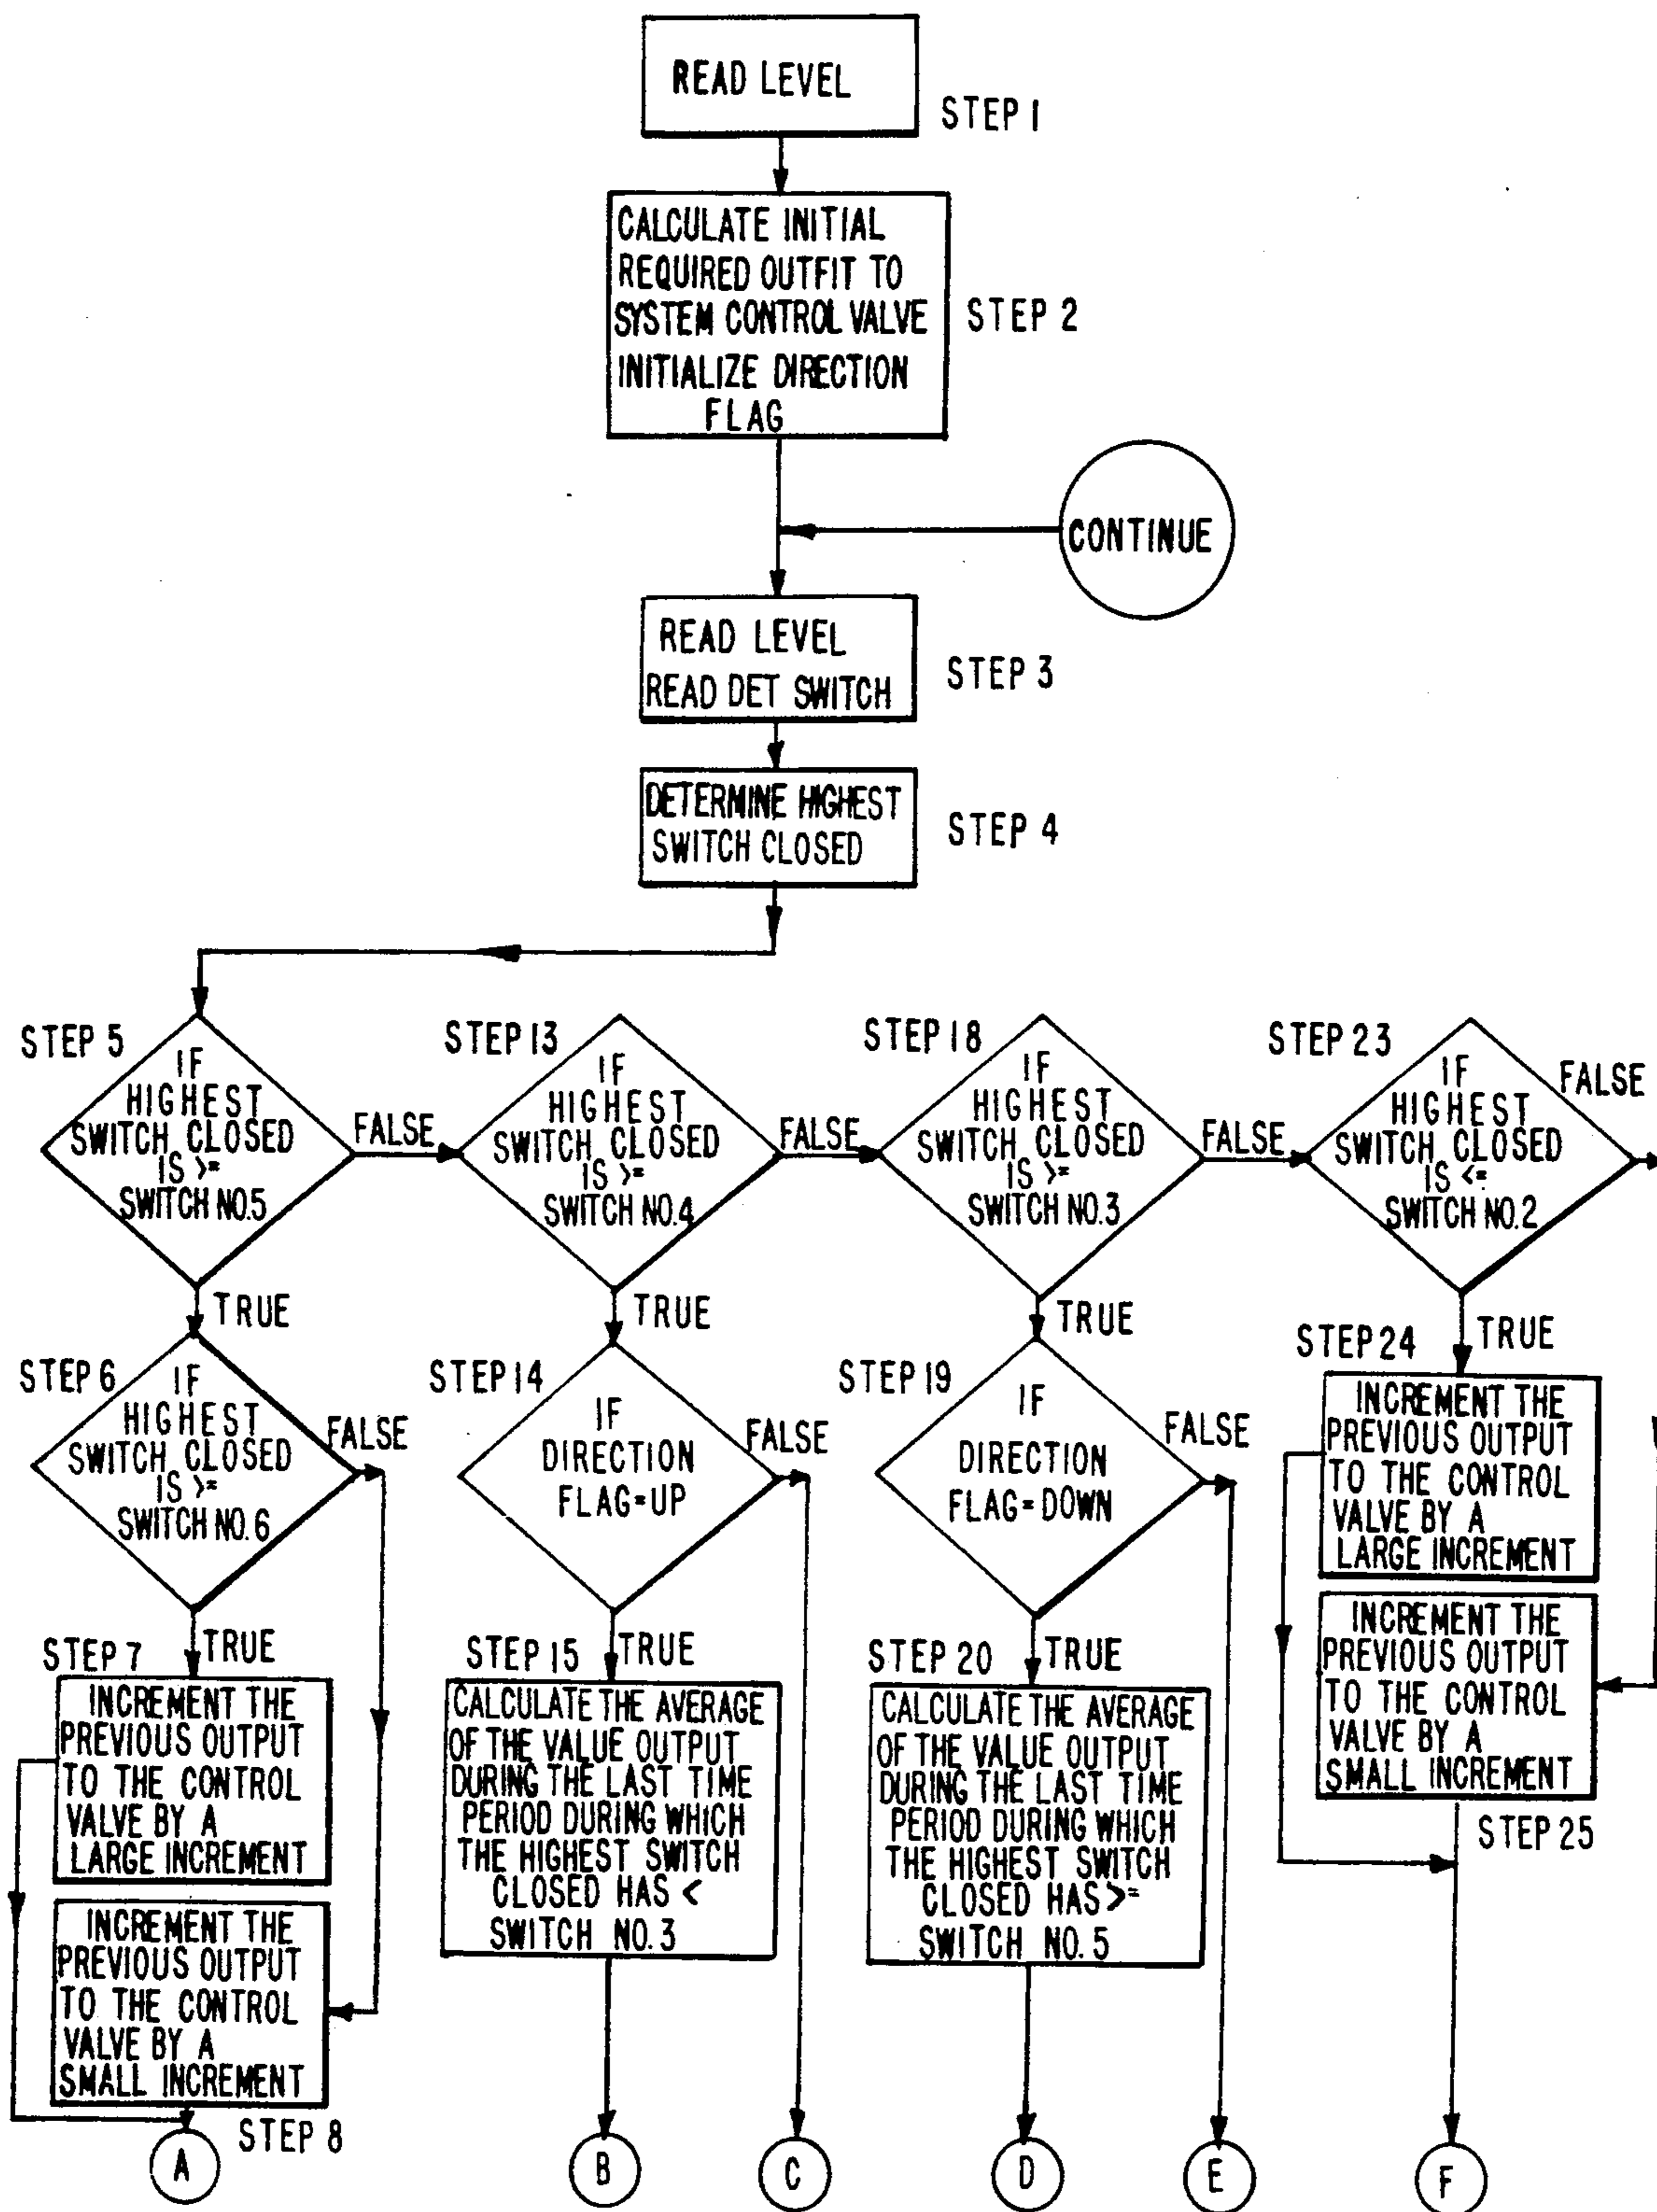 READ LEVEL
STEP 1
CALCULATE INITIAL
REQUIRED OUTFIT TO
SYSTEM CONTROL VALVE
INITIALIZE DIRECTION
FLAG
STEP 2
CONTINUE
READ LEVEL
READ DET SWITCH
STEP 3
DETERMINE HIGHEST
SWITCH CLOSED
STEP 4
STEP 5
IF
HIGHEST
SWITCH CLOSED
IS >=
SWITCH NO.5
FALSE
TRUE
STEP 13
IF
HIGHEST
SWITCH CLOSED
IS >=
SWITCH NO.4
FALSE
TRUE
STEP 18
IF
HIGHEST
SWITCH CLOSED
IS >=
SWITCH NO.3
FALSE
TRUE
STEP 23
IF
HIGHEST
SWITCH CLOSED
IS <=
SWITCH NO.2
FALSE
TRUE
STEP 6
IF
HIGHEST
SWITCH CLOSED
IS >=
SWITCH NO.6
FALSE
TRUE
STEP 14
IF
DIRECTION
FLAG=UP
FALSE
TRUE
STEP 19
IF
DIRECTION
FLAG=DOWN
FALSE
TRUE
STEP 24
INCREMENT THE
PREVIOUS OUTPUT
TO THE CONTROL
VALVE BY A
LARGE INCREMENT
INCREMENT THE
PREVIOUS OUTPUT
TO THE CONTROL
VALVE BY A
SMALL INCREMENT
STEP 25
STEP 7
INCREMENT THE
PREVIOUS OUTPUT
TO THE CONTROL
VALVE BY A
LARGE INCREMENT
INCREMENT THE
PREVIOUS OUTPUT
TO THE CONTROL
VALVE BY A
SMALL INCREMENT
STEP 8
STEP 15
CALCULATE THE AVERAGE
OF THE VALUE OUTPUT
DURING THE LAST TIME
PERIOD DURING WHICH
THE HIGHEST SWITCH
CLOSED HAS <
SWITCH NO.3
STEP 20
CALCULATE THE AVERAGE
OF THE VALUE OUTPUT
DURING THE LAST TIME
PERIOD DURING WHICH
THE HIGHEST SWITCH
CLOSED HAS >=
SWITCH NO.5
A
B
C
D
E
F